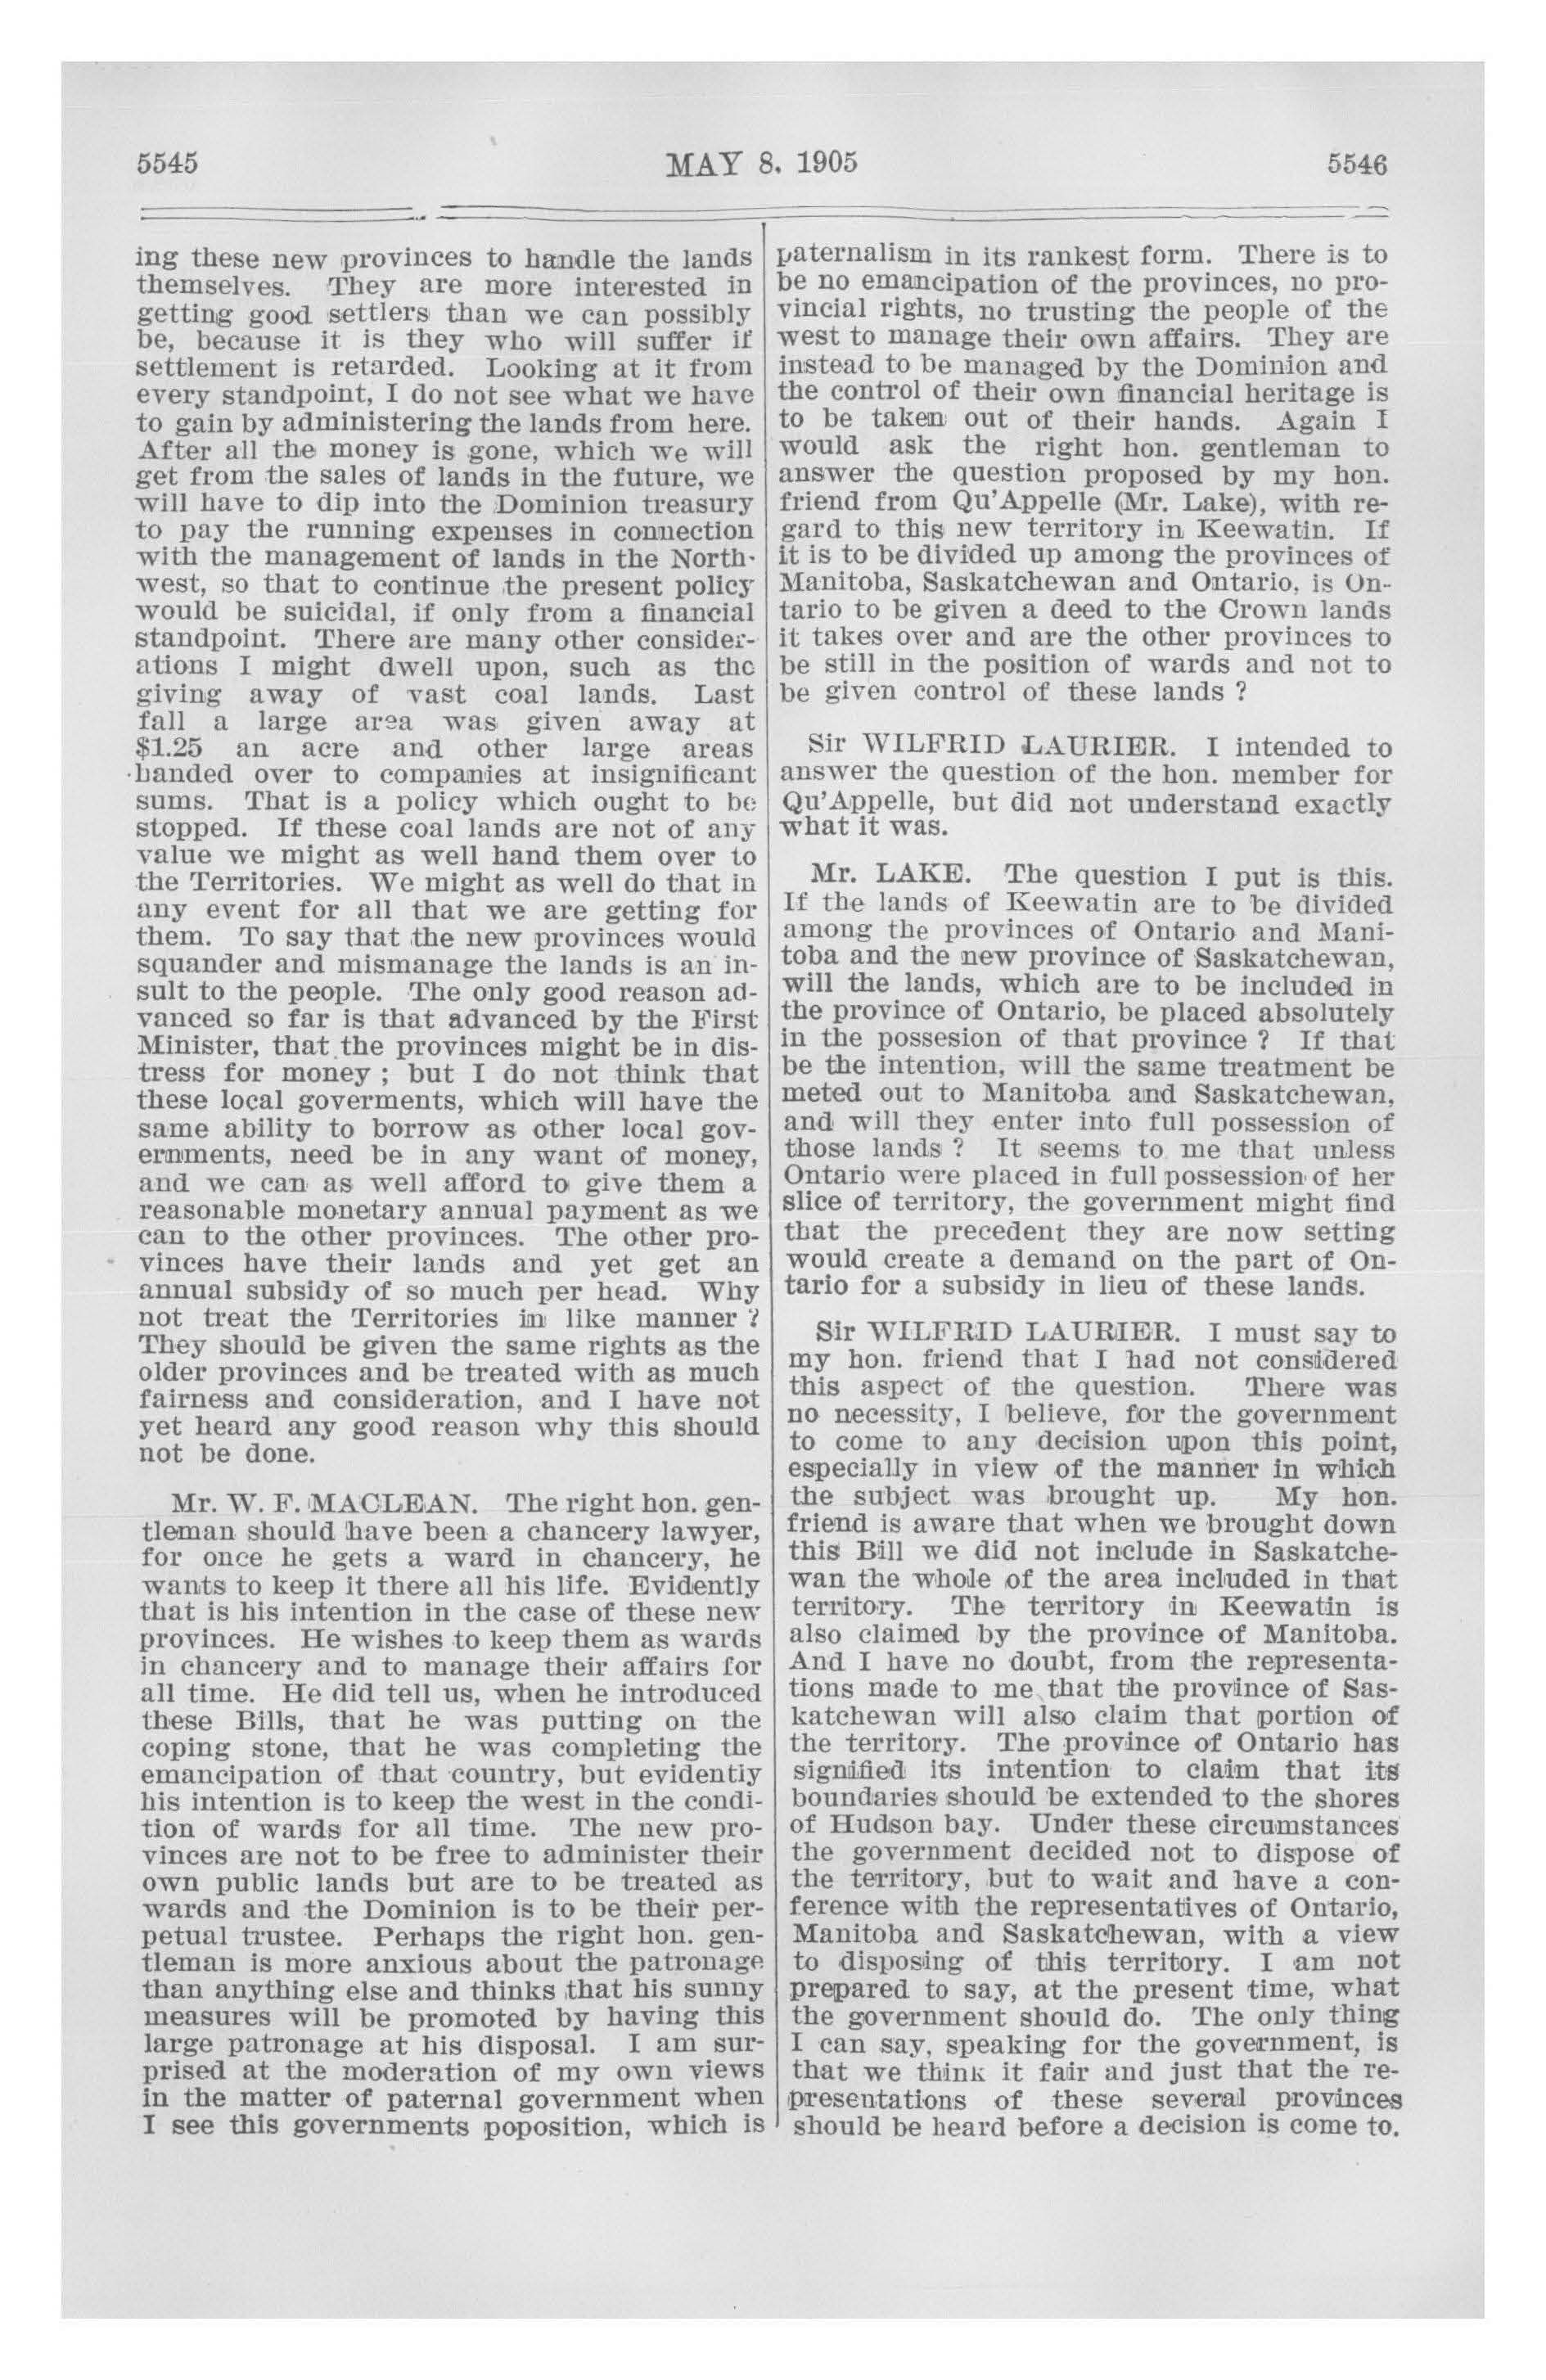 5545
MAY 8, 1905
5546
ing these new provinces to handle the lands
themselves. They are more interested in
getting good settlers than we can possibly
be, because it is they who will suffer if
settlement is retarded. Looking at it from
every standpoint, I do not see what we have
to gain by administering the lands from here.
After all the money is gone, which we will
get from the sales of lands in the future, we
will have to dip into the Dominion treasury
to pay the running expenses in connection
with the management of lands in the North-
west, so that to continue the present policy
would be suicidal, if only from a financial
standpoint. There are many other consider-
ations I might dwell upon, such as the
giving away of vast coal lands. Last
fall a large area was given away at
$1.25 an acre and other large areas
handed over to companies at insignificant
sums. That is a policy which ought to be
stopped. If these coal lands are not of any
value we might as well hand them over to
the Territories. We might as well do that in
any event for all that we are getting for
them. To say that the new provinces would
squander and mismanage the lands is an in-
sult to the people. The only good reason ad-
vanced so far is that advanced by the First
Minister, that the provinces might be in dis-
tress for money ; but I do not think that
these local goverments, which will have the
same ability to borrow as other local gov-
ernments, need be in any want of money,
and we can as well afford to give them a
reasonable monetary annual payment as we
can to the other provinces. The other pro-
vinces have their lands and yet get an
annual subsidy of so much per head. Why
not treat the Territories in like manner ?
They should be given the same rights as the
older provinces and be treated with as much
fairness and consideration, and I have not
yet heard any good reason why this should
not be done.
Mr. W. F. MACLEAN. The right hon. gen-
tleman should have been a chancery lawyer,
for once he gets a ward in chancery, he
wants to keep it there all his life. Evidently
that is his intention in the case of these new
provinces. He wishes to keep them as wards
in chancery and to manage their affairs for
all time. He did tell us, when he introduced
these Bills, that he was putting on the
coping stone, that he was completing the
emancipation of that country, but evidently
his intention is to keep the west in the condi-
tion of wards for all time. The new pro-
vinces are not to be free to administer their
own public lands but are to be treated as
wards and the Dominion is to be their per-
petual trustee. Perhaps the right hon. gen-
tleman is more anxious about the patronage
than anything else and thinks that his sunny
measures will be promoted by having this
large patronage at his disposal. I am sur-
prised at the moderation of my own views
in the matter of paternal government when
I see this governments poposition, which is
paternalism in its rankest form. There is to
be no emancipation of the provinces, no pro-
vincial rights, no trusting the people of the
west to manage their own affairs. They are
instead to be managed by the Dominion and
the control of their own financial heritage is
to be taken out of their hands. Again I
would ask the right hon. gentleman to
answer the question proposed by my hon.
friend from Qu'Appelle (Mr. Lake), with re-
gard to this new territory in Keewatin. If
it is to be divided up among the provinces of
Manitoba, Saskatchewan and Ontario, is On-
tario to be given a deed to the Crown lands
it takes over and are the other provinces to
be still in the position of wards and not to
be given control of these lands ?
Sir WILFRID LAURIER. I intended to
answer the question of the hon. member for
Qu'Appelle, but did not understand exactly
what it was.
Mr. LAKE. The question I put is this.
If the lands of Keewatin are to be divided
among the provinces of Ontario and Mani-
toba and the new province of Saskatchewan,
will the lands, which are to be included in
the province of Ontario, be placed absolutely
in the possesion of that province ? If that
be the intention, will the same treatment be
meted out to Manitoba and Saskatchewan,
and will they enter into full possession of
those lands ? It seems to me that unless
Ontario were placed in full possession of her
slice of territory, the government might find
that the precedent they are now setting
would create a demand on the part of On-
tario for a subsidy in lieu of these lands.
Sir WILFRID LAURIER. I must say to
my hon. friend that I had not considered
this aspect of the question. There was
no necessity, I believe, for the government
to come to any decision upon this point,
especially in view of the manner in which
the subject was brought up. My hon.
friend is aware that when we brought down
this Bill we did not include in Saskatche-
wan the whole of the area included in that
territory. The territory in Keewatin is
also claimed by the province of Manitoba.
And I have no doubt, from the representa-
tions made to me that the province of Sas-
katchewan will also claim that portion of
the territory. The province of Ontario has
signified its intention to claim that its
boundaries should be extended to the shores
of Hudson bay. Under these circumstances
the government decided not to dispose of
the territory, but to wait and have a con-
ference with the representatives of Ontario,
Manitoba and Saskatchewan, with a view
to disposing of this territory. I am not
prepared to say, at the present time, what
the government should do. The only thing
I can say, speaking for the government, is
that we think it fair and just that the re-
presentations of these several provinces
should be heard before a decision is come to.